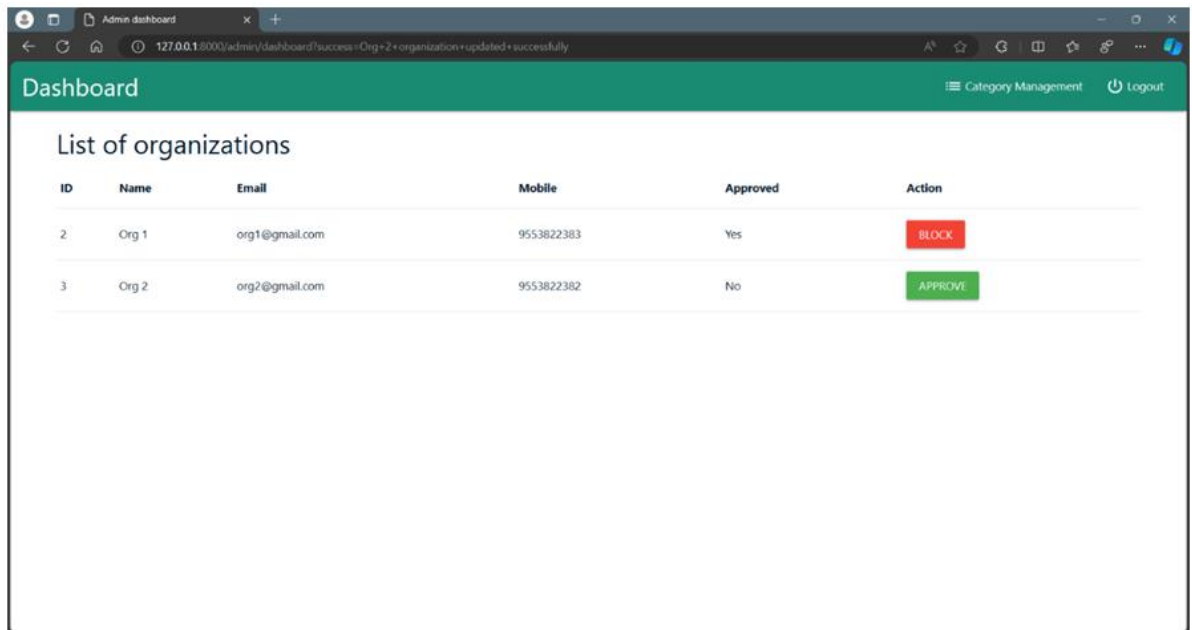 Admin dashboard
127.0.0.1:8000/admin/dashboard?success=Org+2+organization+updated+successfully
Dashboard Category Management Logout
List of organizations
ID Name Email Mobile Approved Action
2 Org 1 org1@gmail.com 9553822383 Yes BLOCK
3 Org 2 org2@gmail.com 9553822382 No APPROVE